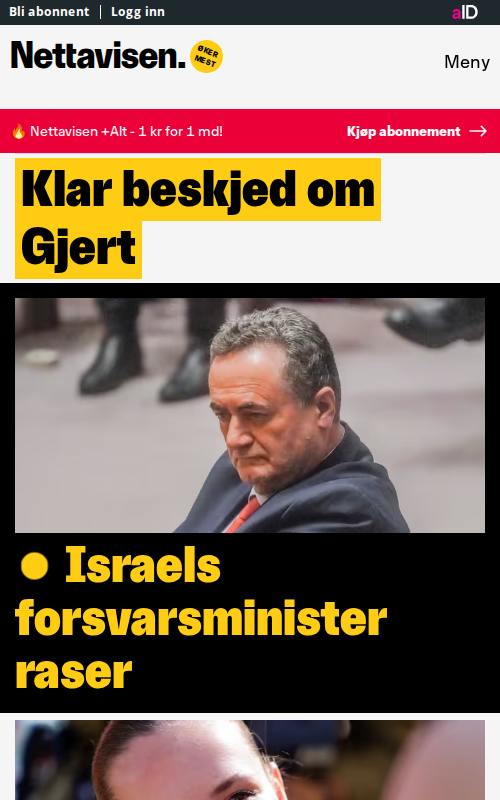 Bli abonnent | Logg inn
aID
Nettavisen.
ØKER
MEST
Meny
🔥 Nettavisen +Alt - 1 kr for 1 md!
Kjøp abonnement →
Klar beskjed om
Gjert
Israels
forsvarsminister
raser